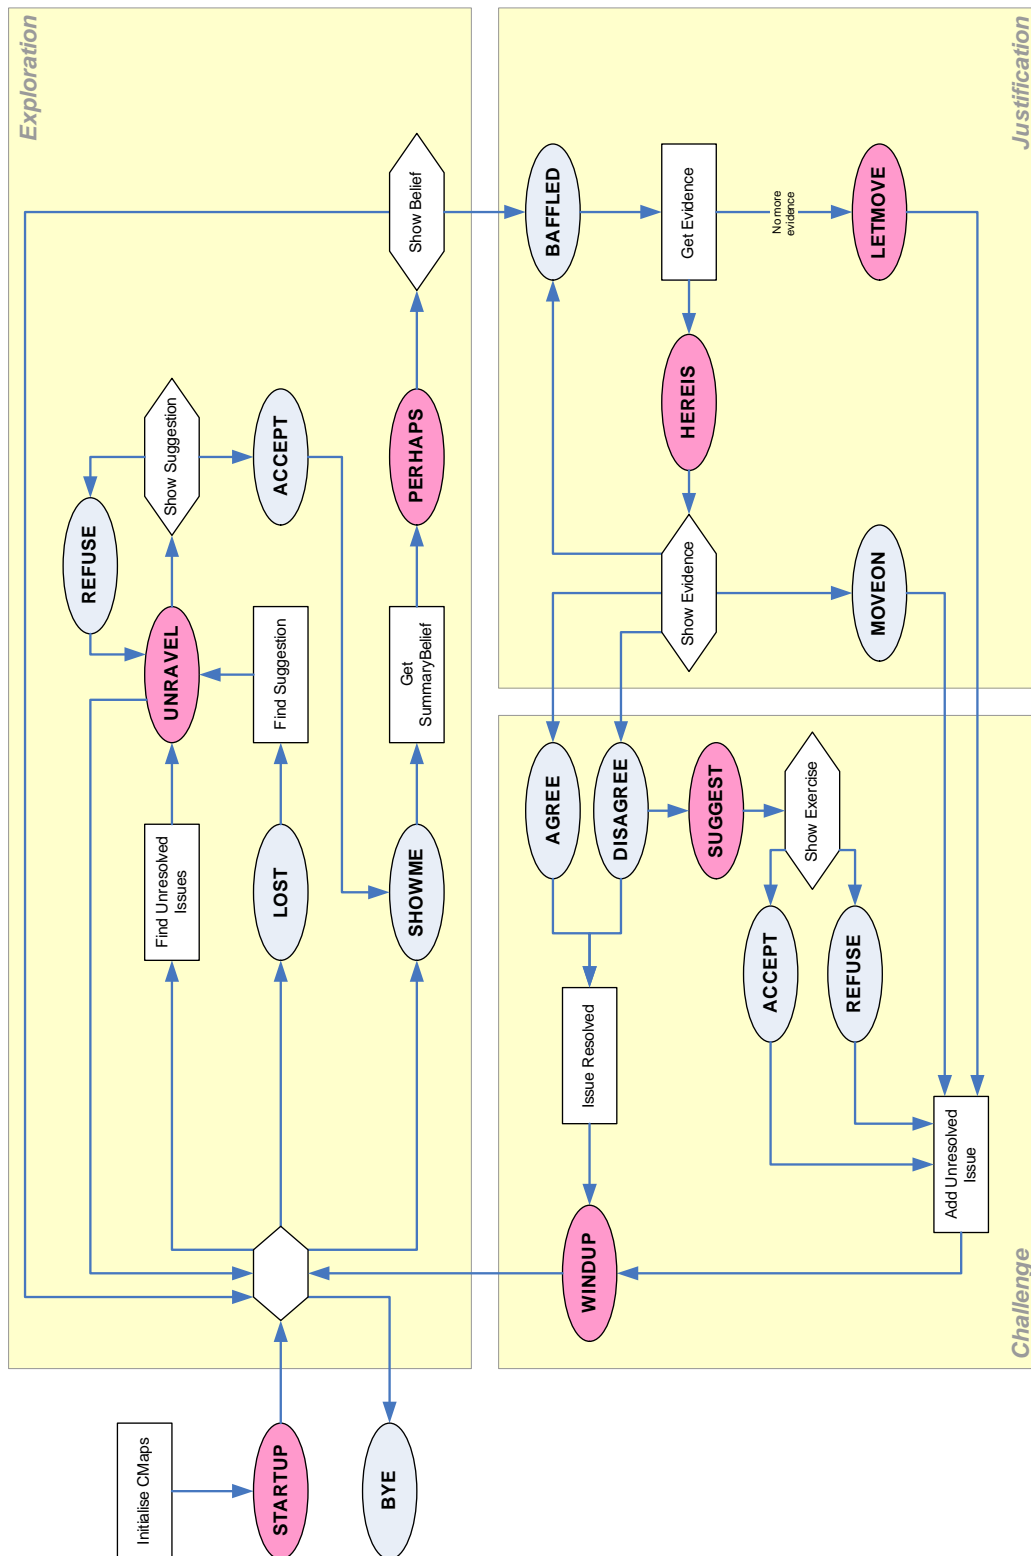 Exploration
Initialise CMaps
STARTUP
BYE
Find Unresolved
Issues
LOST
SHOWME
REFUSE
UNRAVEL
Find Suggestion
Get
SummaryBelief
Show Suggestion
ACCEPT
PERHAPS
Show Belief
Justification
BAFFLED
Get Evidence
No more
evidence
LETMOVE
HEREIS
Show Evidence
MOVEON
Challenge
AGREE
DISAGREE
SUGGEST
Show Exercise
ACCEPT
REFUSE
Issue Resolved
Add Unresolved
Issue
WINDUP